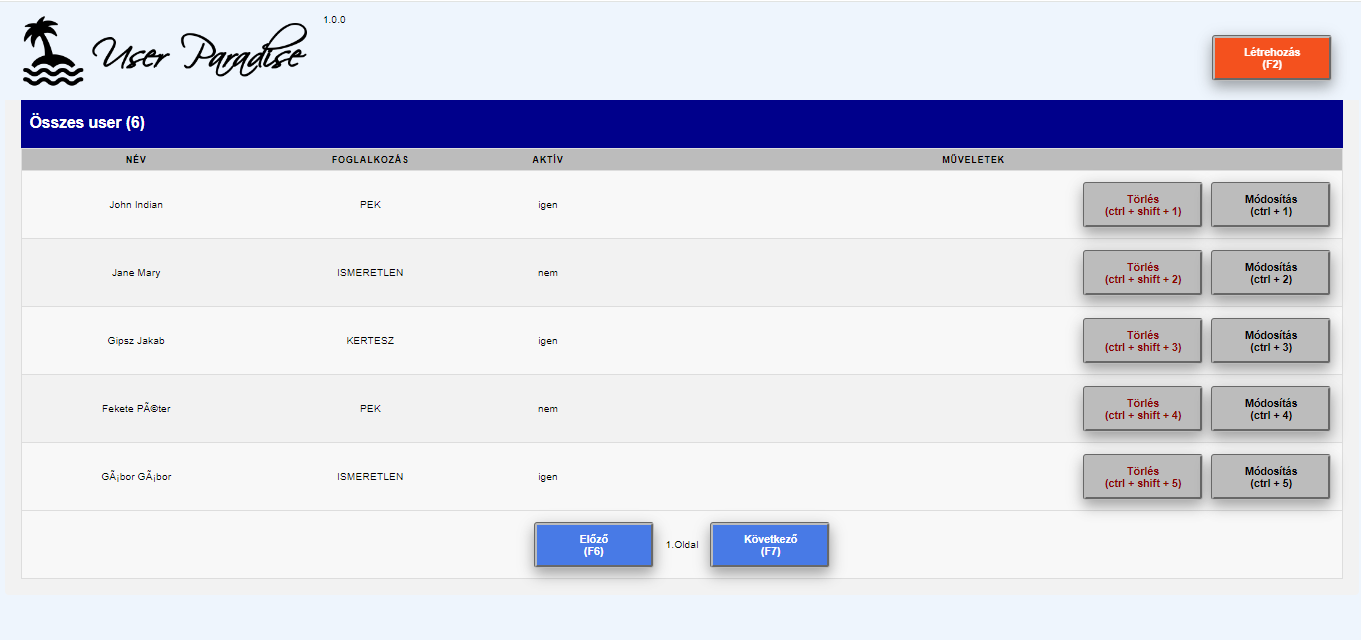 User Paradise
1.0.0
Létrehozás
(F2)
Összes user (6)
NÉV FOGLALKOZÁS AKTÍV MŰVELETEK
John Indian PEK igen
Törlés
(ctrl + shift + 1)
Módosítás
(ctrl + 1)
Jane Mary ISMERETLEN nem
Törlés
(ctrl + shift + 2)
Módosítás
(ctrl + 2)
Gipsz Jakab KERTESZ igen
Törlés
(ctrl + shift + 3)
Módosítás
(ctrl + 3)
Fekete PÃ©ter PEK nem
Törlés
(ctrl + shift + 4)
Módosítás
(ctrl + 4)
GÃ¡bor GÃ¡bor ISMERETLEN igen
Törlés
(ctrl + shift + 5)
Módosítás
(ctrl + 5)
Előző
(F6)
1.Oldal
Következő
(F7)